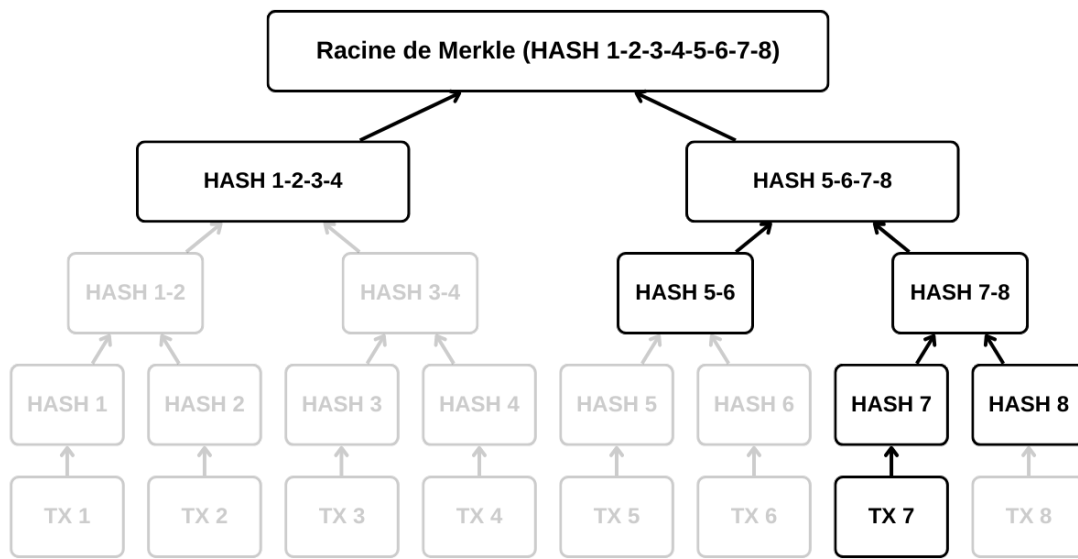 Racine de Merkle (HASH 1-2-3-4-5-6-7-8)
HASH 1-2-3-4
HASH 5-6-7-8
HASH 1-2
HASH 3-4
HASH 5-6
HASH 7-8
HASH 1
HASH 2
HASH 3
HASH 4
HASH 5
HASH 6
HASH 7
HASH 8
TX 1
TX 2
TX 3
TX 4
TX 5
TX 6
TX 7
TX 8